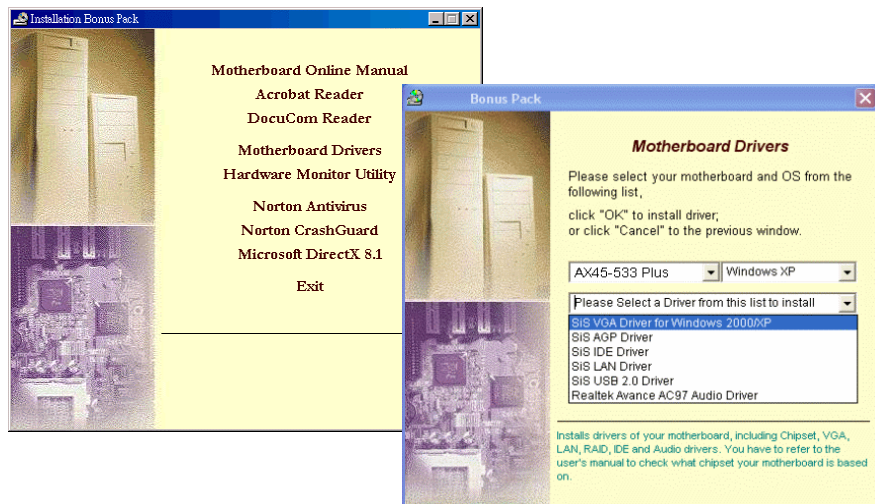 Installation Bonus Pack
Motherboard Online Manual
Acrobat Reader
DocuCom Reader
Motherboard Drivers
Hardware Monitor Utility
Norton Antivirus
Norton CrashGuard
Microsoft DirectX 8.1
Exit
Bonus Pack
Motherboard Drivers
Please select your motherboard and OS from the
following list,
click "OK" to install driver;
or click "Cancel" to the previous window.
AX45-533 Plus
Windows XP
Please Select a Driver from this list to install
SiS VGA Driver for Windows 2000/XP
SiS AGP Driver
SiS IDE Driver
SiS LAN Driver
SiS USB 2.0 Driver
Realtek Avance AC97 Audio Driver
Installs drivers of your motherboard, including Chipset, VGA,
LAN, RAID, IDE and Audio drivers. You have to refer to the
user's manual to check what chipset your motherboard is based
on.